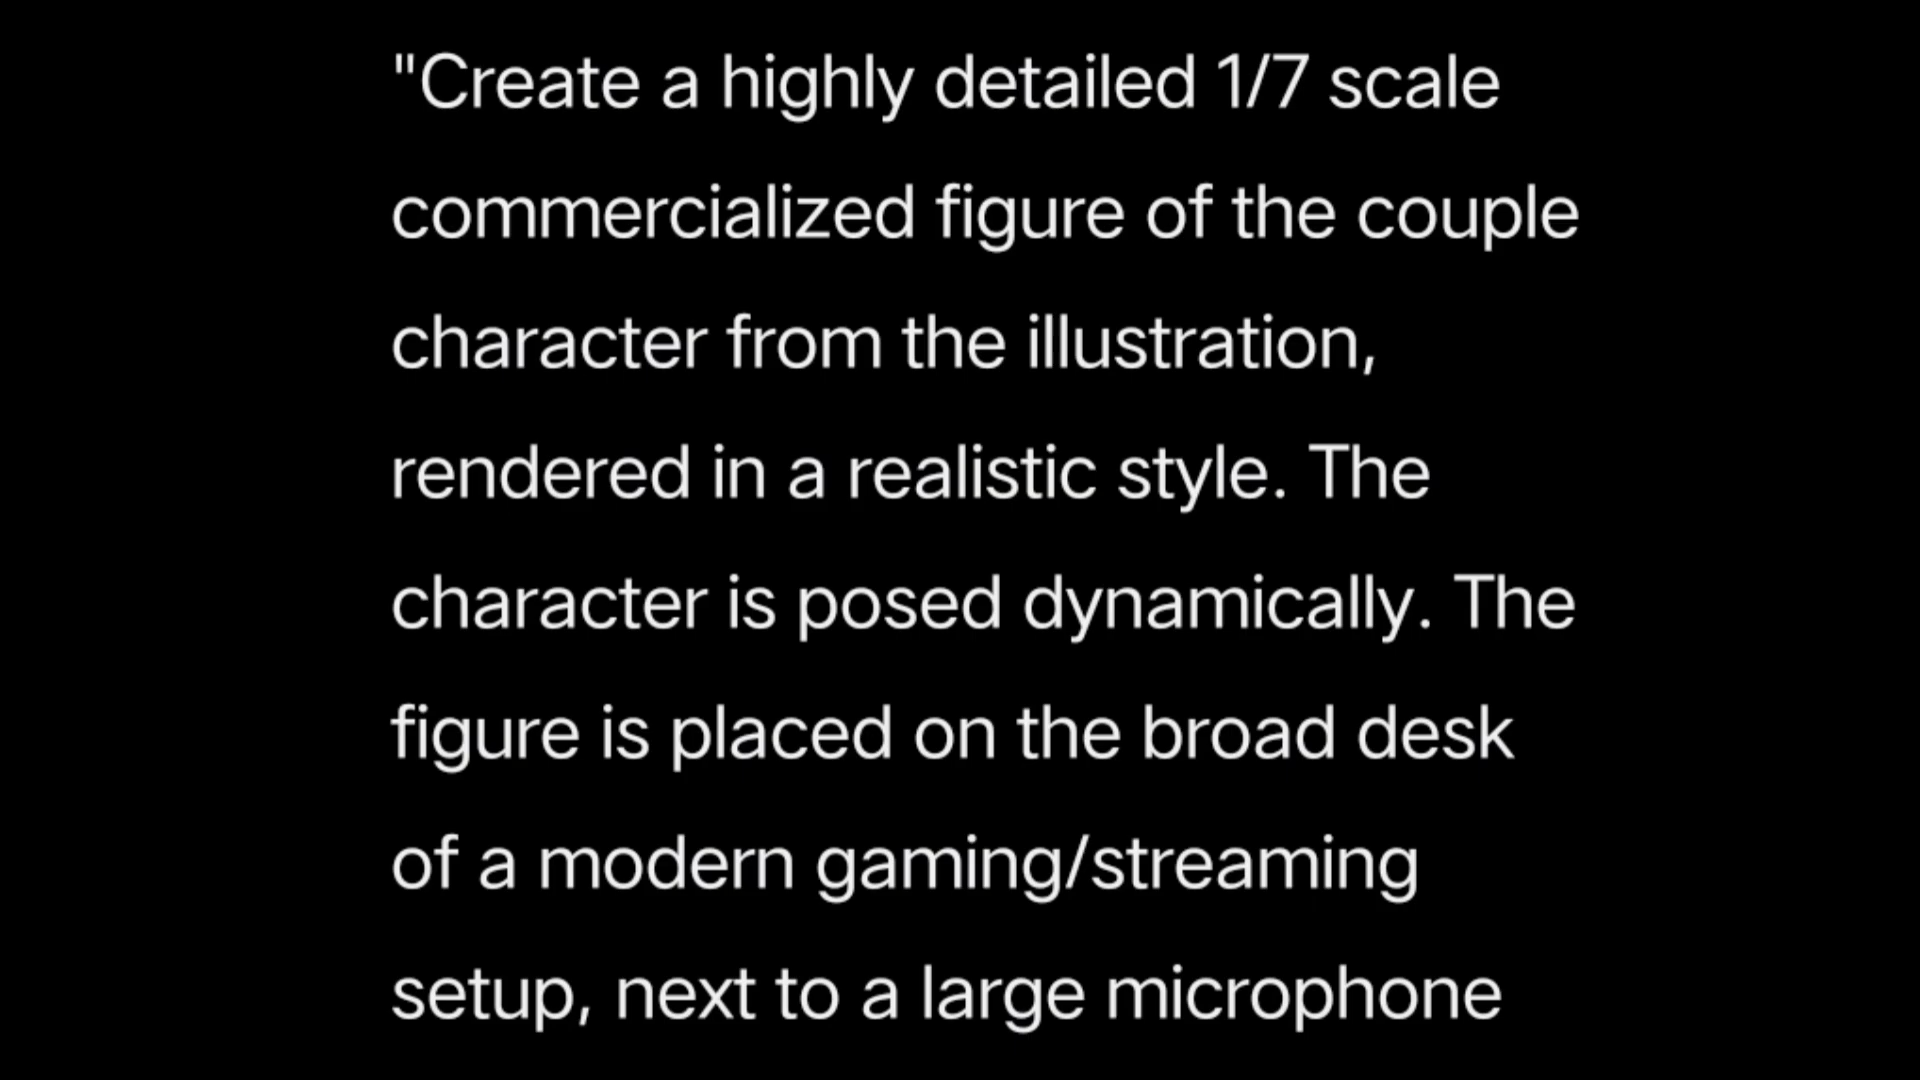 "Create a highly detailed 1/7 scale
commercialized figure of the couple
character from the illustration,
rendered in a realistic style. The
character is posed dynamically. The
figure is placed on the broad desk
of a modern gaming/streaming
setup, next to a large microphone